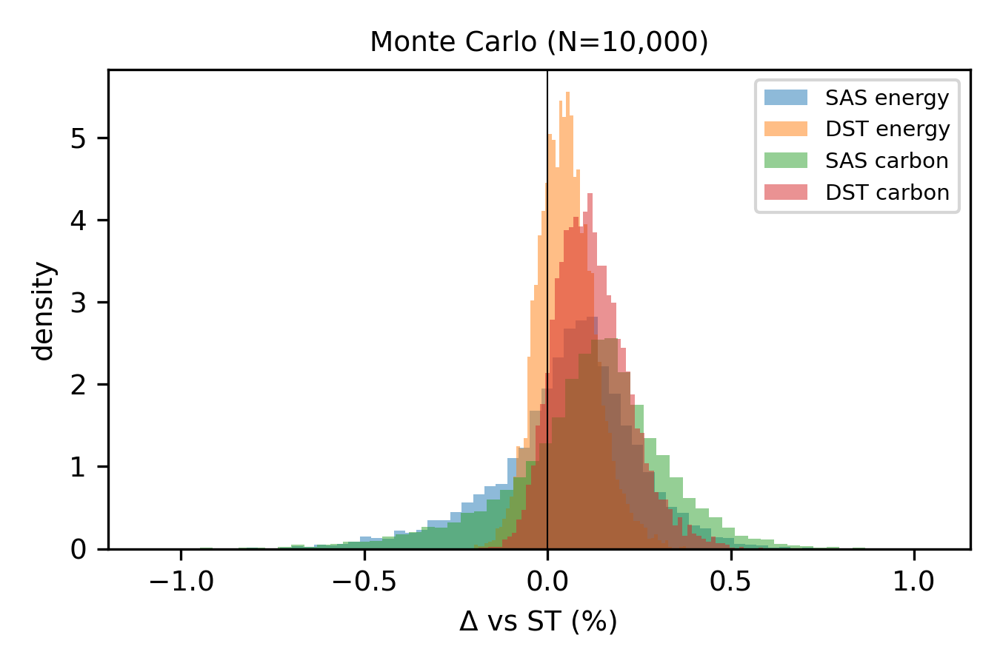 Monte Carlo (N=10,000)
SAS energy
DST energy
SAS carbon
DST carbon
density
5
4
3
2
1
0
−1.0 −0.5 0.0 0.5 1.0
Δ vs ST (%)